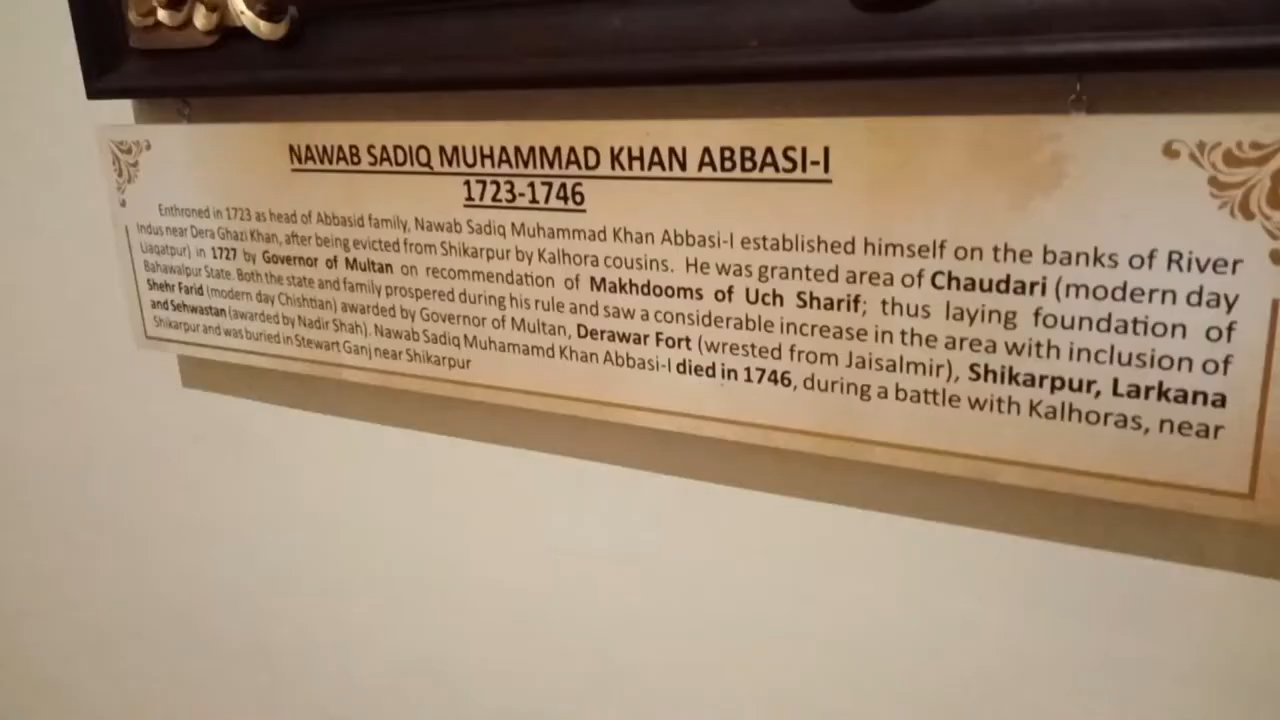 NAWAB SADIQ MUHAMMAD KHAN ABBASI-I
1723-1746
Enthroned in 1723 as head of Abbasid family, Nawab Sadiq Muhammad Khan Abbasi-I established himself on the banks of River
Indus near Dera Ghazi Khan, after being evicted from Shikarpur by Kalhora cousins. He was granted area of Chaudari (modern day
Liaqatpur) in 1727 by Governor of Multan on recommendation of Makhdooms of Uch Sharif; thus laying foundation of
Bahawalpur State. Both the state and family prospered during his rule and saw a considerable increase in the area with inclusion of
Shehr Farid (modern day Chishtian) awarded by Governor of Multan, Derawar Fort (wrested from Jaisalmir), Shikarpur, Larkana
and Sehwastan (awarded by Nadir Shah). Nawab Sadiq Muhamamd Khan Abbasi-I died in 1746, during a battle with Kalhoras, near
Shikarpur and was buried in Stewart Ganj near Shikarpur